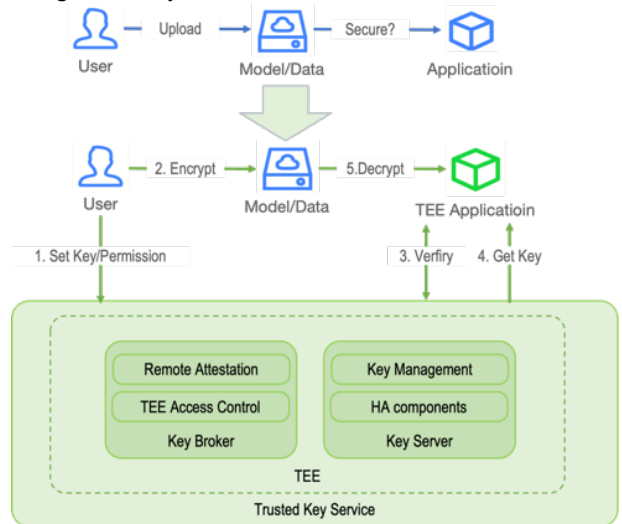 Upload
Secure?
User
Model/Data
Applicatioin
2. Encrypt
5.Decrypt
User
Model/Data
TEE Applicatioin
1. Set Key/Permission
3. Verfiry
4. Get Key
Remote Attestation
Key Management
TEE Access Control
HA components
Key Broker
Key Server
TEE
Trusted Key Service